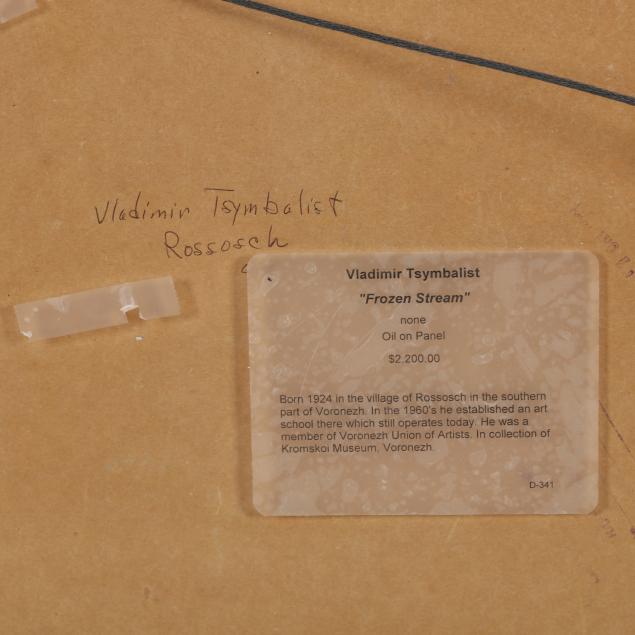 Vladimir Tsymbalist
Rossosch
Vladimir Tsymbalist
"Frozen Stream"
none
Oil on Panel
$2,200.00
Born 1924 in the village of Rossosch in the southern
part of Voronezh. In the 1960's he established an art
school there which still operates today. He was a
member of Voronezh Union of Artists. In collection of
Kromskoi Museum, Voronezh.
D-341